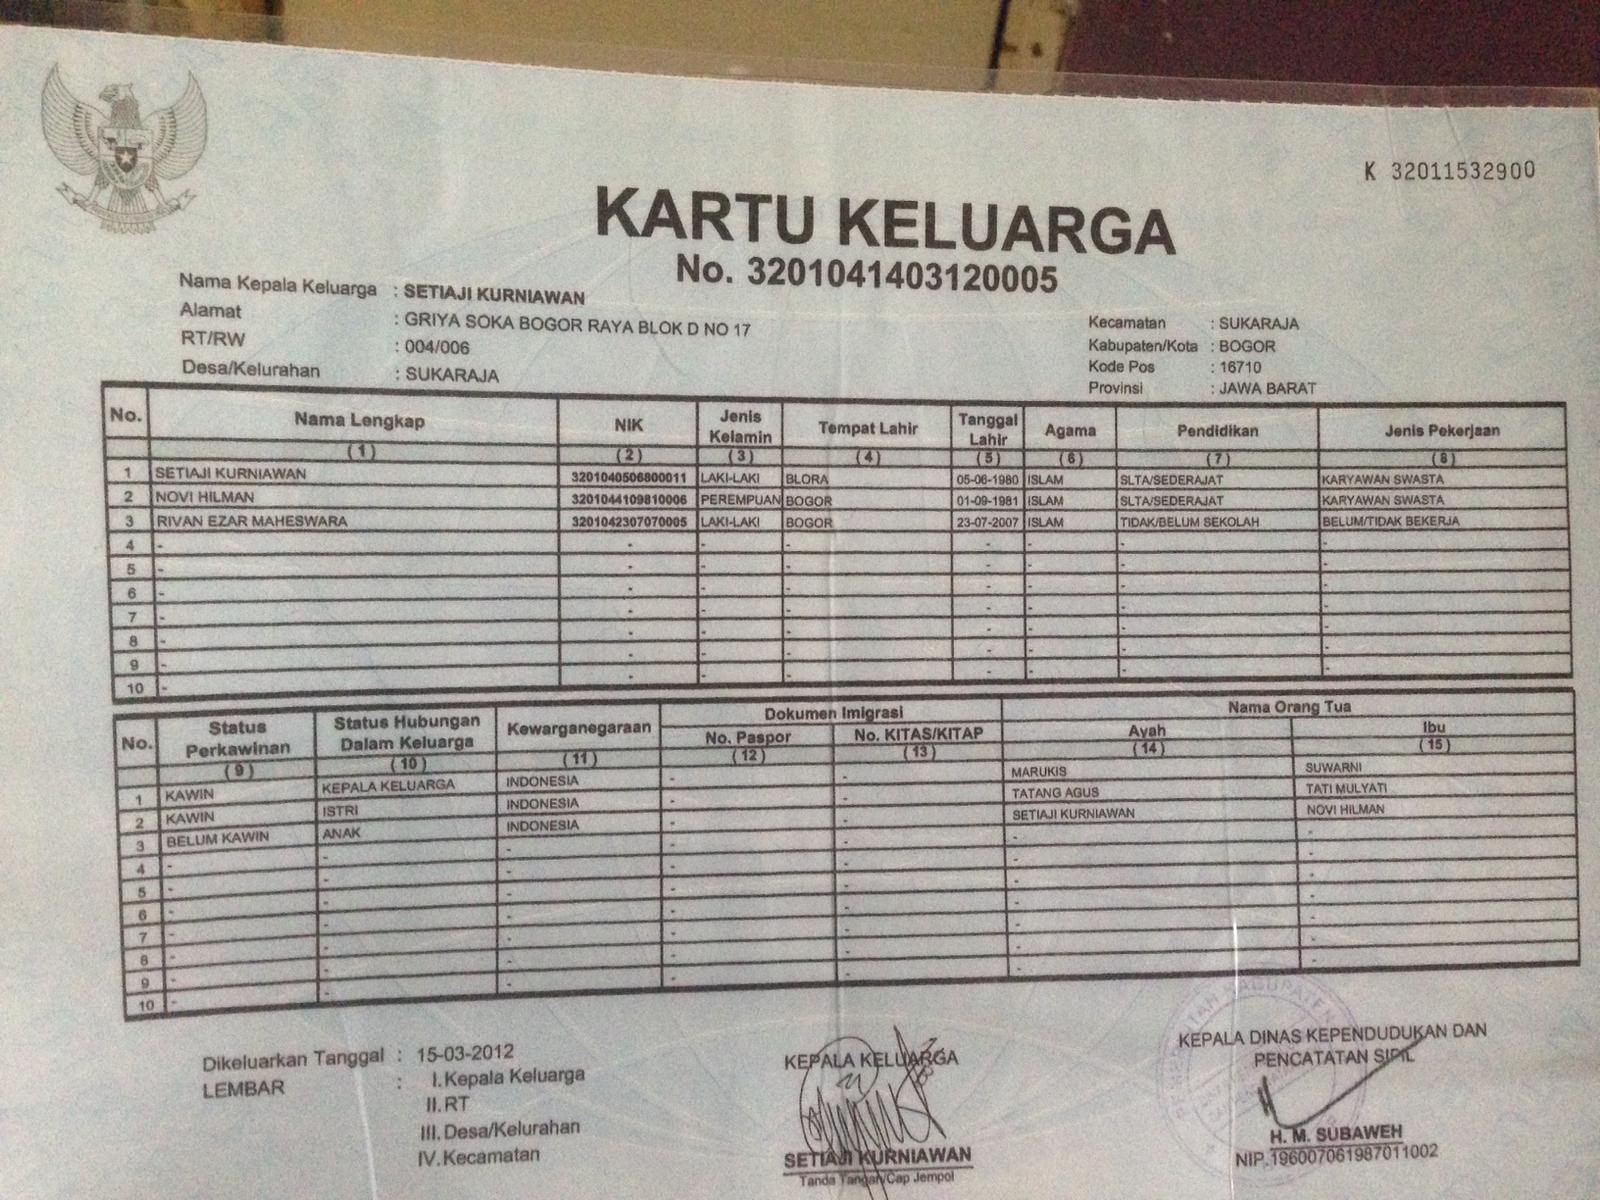 K 32011532900
KARTU KELUARGA
No. 3201041403120005
Nama Kepala Keluarga : SETIAJI KURNIAWAN
Alamat : GRIYA SOKA BOGOR RAYA BLOK D NO 17
RT/RW : 004/006
Desa/Kelurahan : SUKARAJA
Kecamatan : SUKARAJA
Kabupaten/Kota : BOGOR
Kode Pos : 16710
Provinsi : JAWA BARAT
No. Nama Lengkap NIK Jenis Kelamin Tempat Lahir Tanggal Lahir Agama Pendidikan Jenis Pekerjaan
(1) (2) (3) (4) (5) (6) (7) (8)
1 SETIAJI KURNIAWAN 3201040506800011 LAKI-LAKI BLORA 05-06-1980 ISLAM SLTA/SEDERAJAT KARYAWAN SWASTA
2 NOVI HILMAN 3201044109810006 PEREMPUAN BOGOR 01-09-1981 ISLAM SLTA/SEDERAJAT KARYAWAN SWASTA
3 RIVAN EZAR MAHESWARA 3201042307070005 LAKI-LAKI BOGOR 23-07-2007 ISLAM TIDAK/BELUM SEKOLAH BELUM/TIDAK BEKERJA
4 - - - - - - - -
5 - - - - - - - -
6 - - - - - - - -
7 - - - - - - - -
8 - - - - - - - -
9 - - - - - - - -
10 - - - - - - - -
No. Status Perkawinan Status Hubungan Dalam Keluarga Kewarganegaraan Dokumen Imigrasi Nama Orang Tua
No. Paspor No. KITAS/KITAP Ayah Ibu
(9) (10) (11) (12) (13) (14) (15)
1 KAWIN KEPALA KELUARGA INDONESIA - - MARUKIS SUWARNI
2 KAWIN ISTRI INDONESIA - - TATANG AGUS TATI MULYATI
3 BELUM KAWIN ANAK INDONESIA - - SETIAJI KURNIAWAN NOVI HILMAN
4 - - - - - - -
5 - - - - - - -
6 - - - - - - -
7 - - - - - - -
8 - - - - - - -
9 - - - - - - -
10 - - - - - - -
Dikeluarkan Tanggal : 15-03-2012
LEMBAR : I. Kepala Keluarga
II. RT
III. Desa/Kelurahan
IV. Kecamatan
KEPALA KELUARGA
SETIAJI KURNIAWAN
Tanda Tangan/Cap Jempol
KEPALA DINAS KEPENDUDUKAN DAN
PENCATATAN SIPIL
H. M. SUBAWEH
NIP.196007061987011002